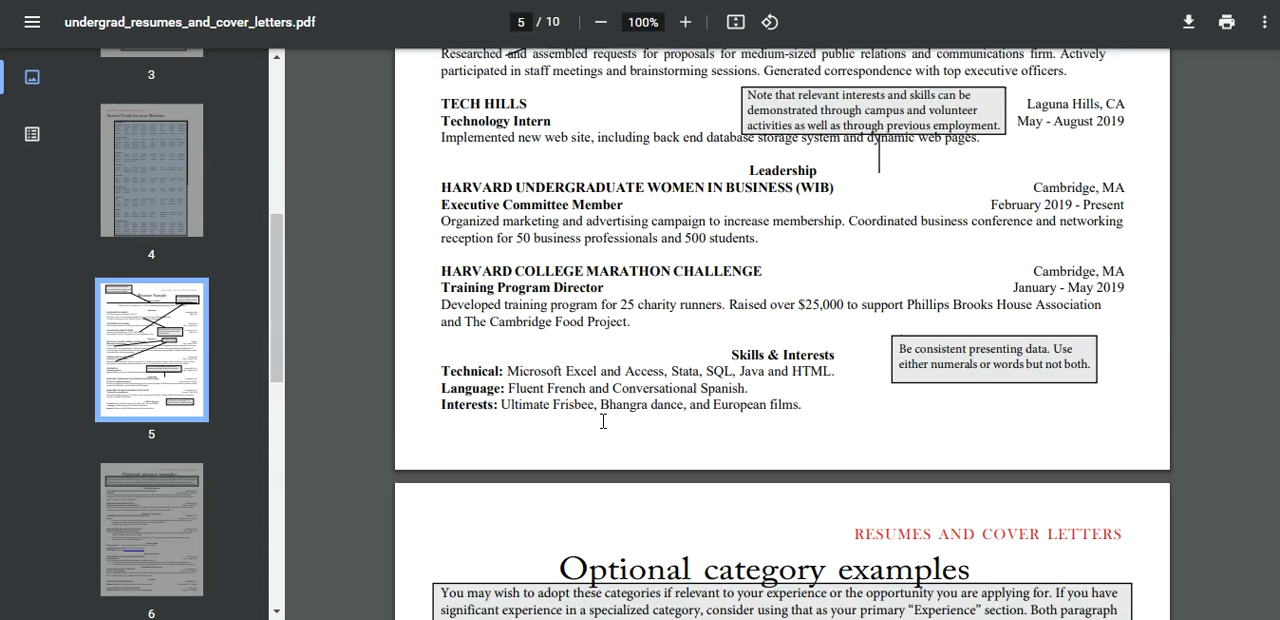 undergrad_resumes_and_cover_letters.pdf
5 / 10
100%
3
4
5
6
Researched and assembled requests for proposals for medium-sized public relations and communications firm. Actively
participated in staff meetings and brainstorming sessions. Generated correspondence with top executive officers.
Note that relevant interests and skills can be
demonstrated through campus and volunteer
activities as well as through previous employment.
TECH HILLS Laguna Hills, CA
Technology Intern May - August 2019
Implemented new web site, including back end database storage system and dynamic web pages.
Leadership
HARVARD UNDERGRADUATE WOMEN IN BUSINESS (WIB) Cambridge, MA
Executive Committee Member February 2019 - Present
Organized marketing and advertising campaign to increase membership. Coordinated business conference and networking
reception for 50 business professionals and 500 students.
HARVARD COLLEGE MARATHON CHALLENGE Cambridge, MA
Training Program Director January - May 2019
Developed training program for 25 charity runners. Raised over $25,000 to support Phillips Brooks House Association
and The Cambridge Food Project.
Skills & Interests
Technical: Microsoft Excel and Access, Stata, SQL, Java and HTML.
Language: Fluent French and Conversational Spanish.
Interests: Ultimate Frisbee, Bhangra dance, and European films.
Be consistent presenting data. Use
either numerals or words but not both.
RESUMES AND COVER LETTERS
Optional category examples
You may wish to adopt these categories if relevant to your experience or the opportunity you are applying for. If you have
significant experience in a specialized category, consider using that as your primary “Experience” section. Both paragraph